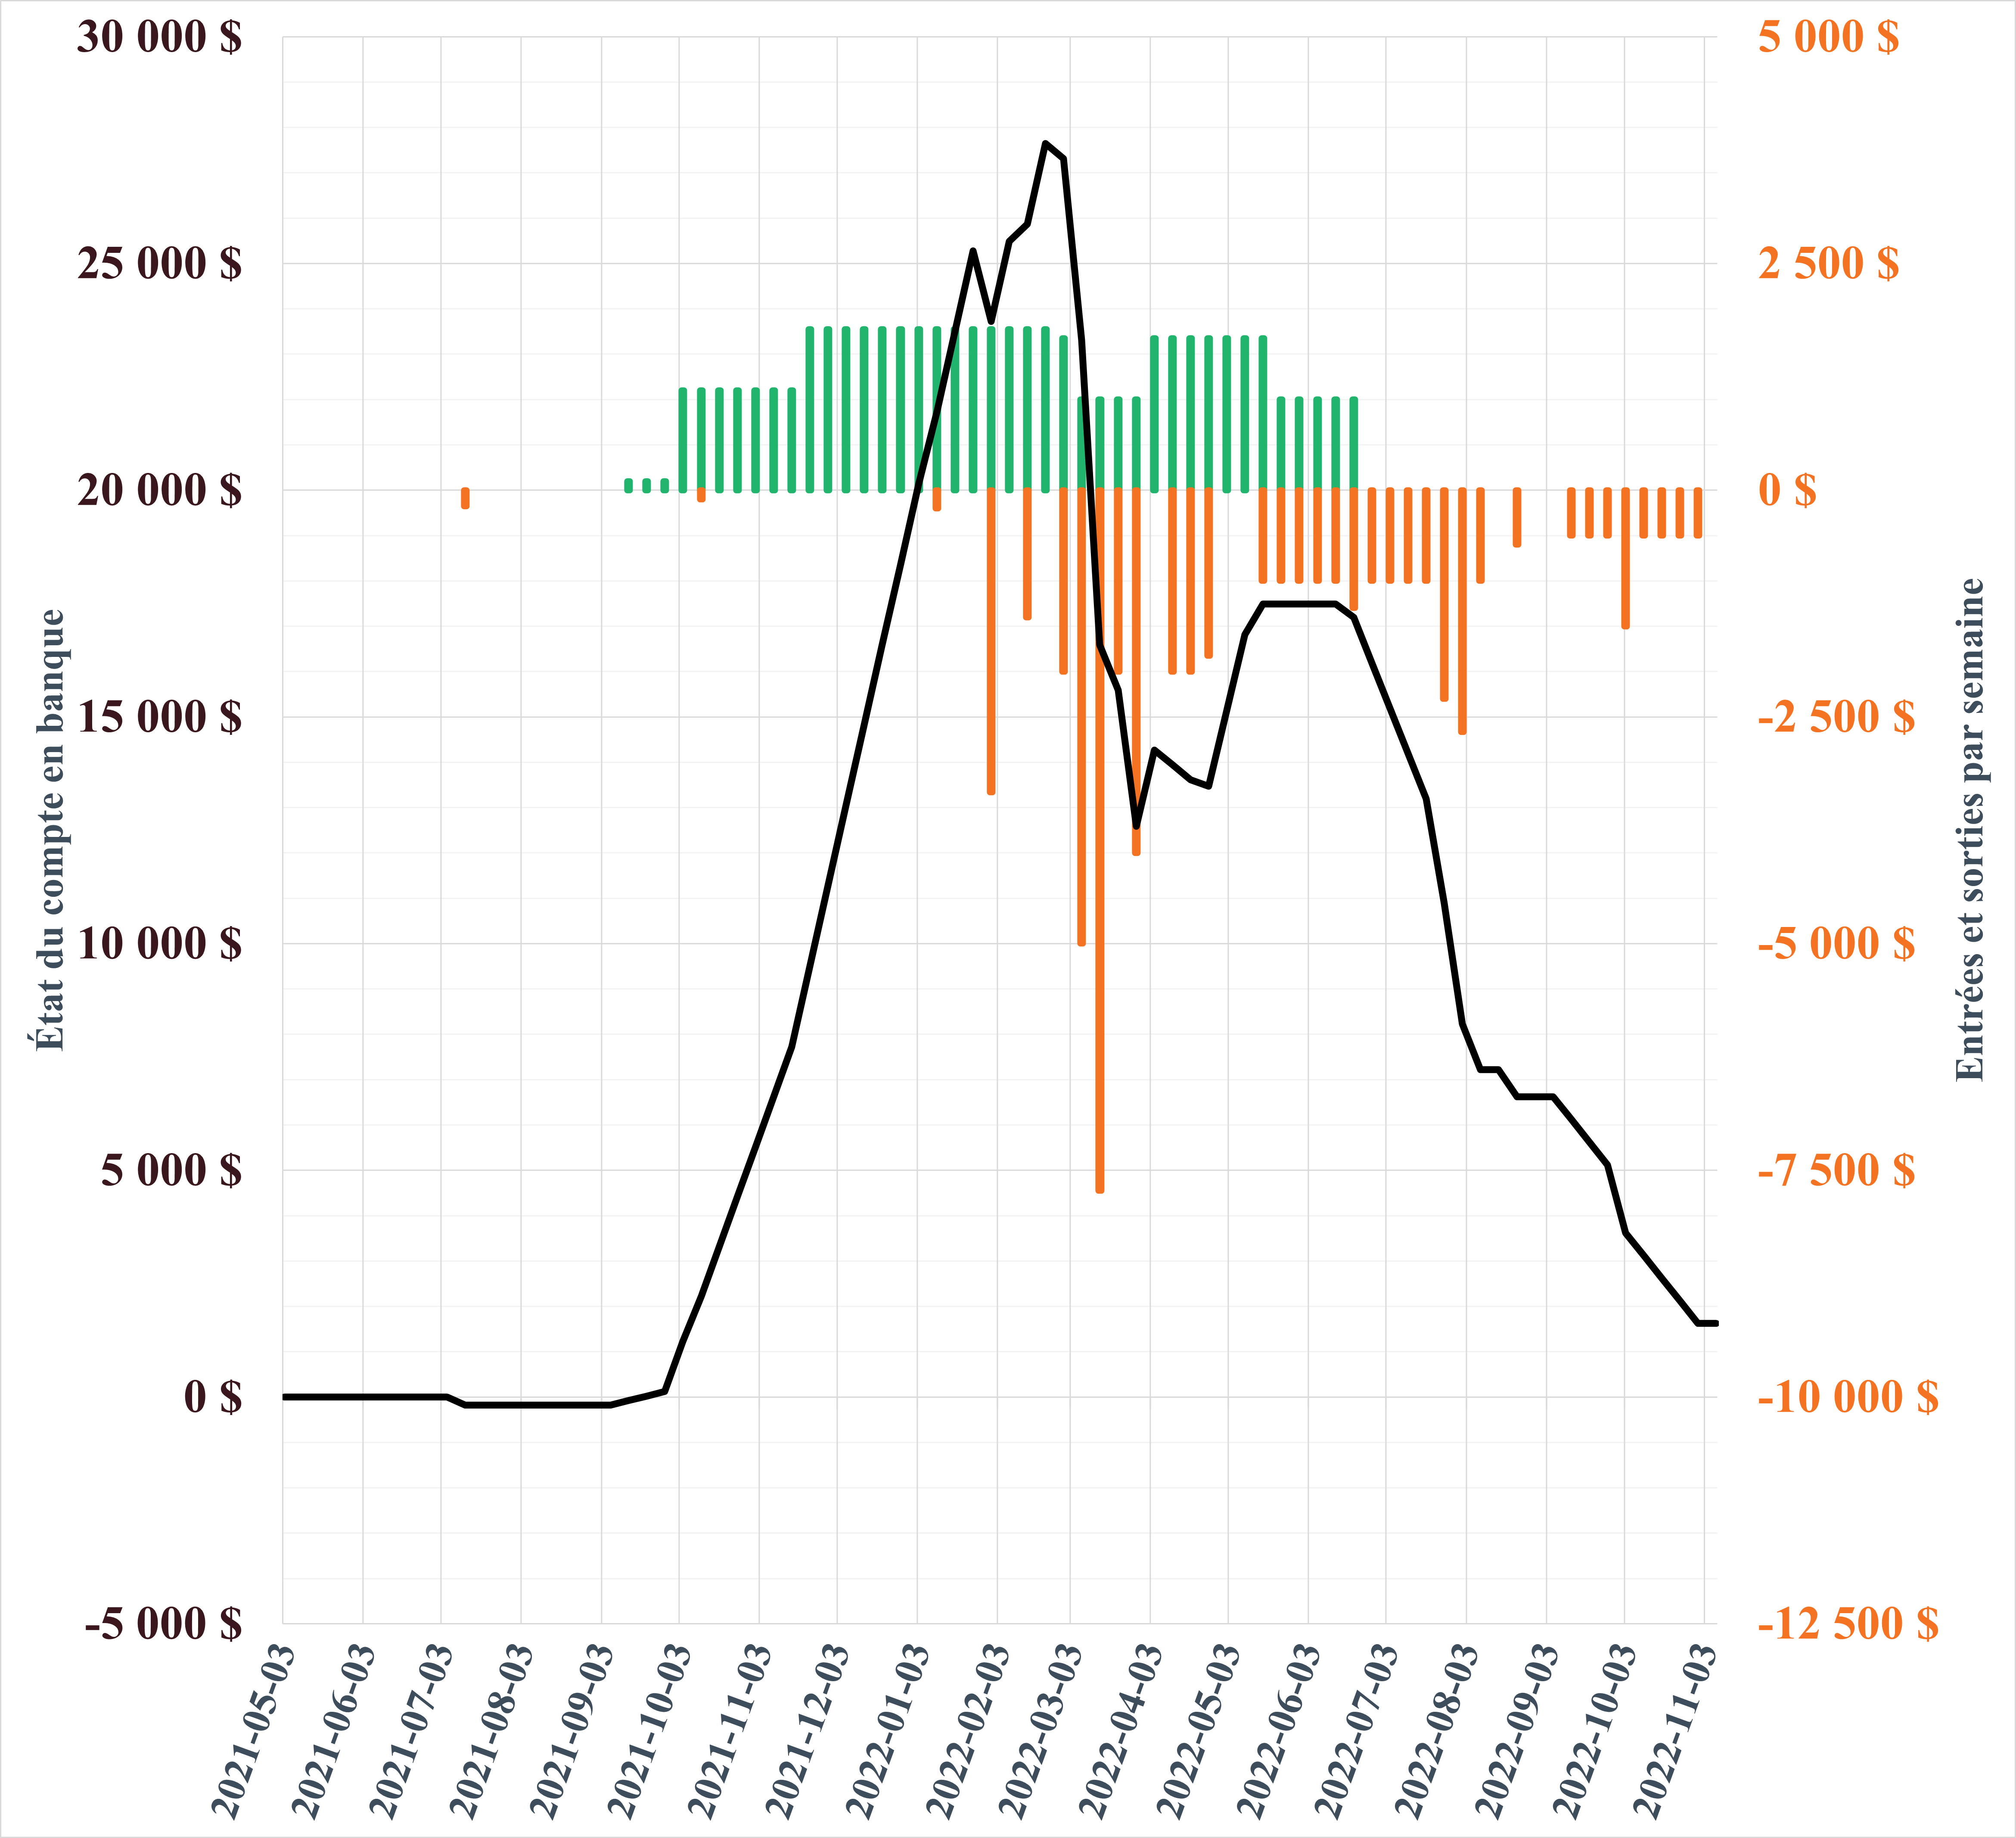 30 000 $
25 000 $
20 000 $
15 000 $
10 000 $
5 000 $
0 $
-5 000 $
État du compte en banque
5 000 $
2 500 $
0 $
-2 500 $
-5 000 $
-7 500 $
-10 000 $
-12 500 $
Entrées et sorties par semaine
2021-05-03
2021-06-03
2021-07-03
2021-08-03
2021-09-03
2021-10-03
2021-11-03
2021-12-03
2022-01-03
2022-02-03
2022-03-03
2022-04-03
2022-05-03
2022-06-03
2022-07-03
2022-08-03
2022-09-03
2022-10-03
2022-11-03